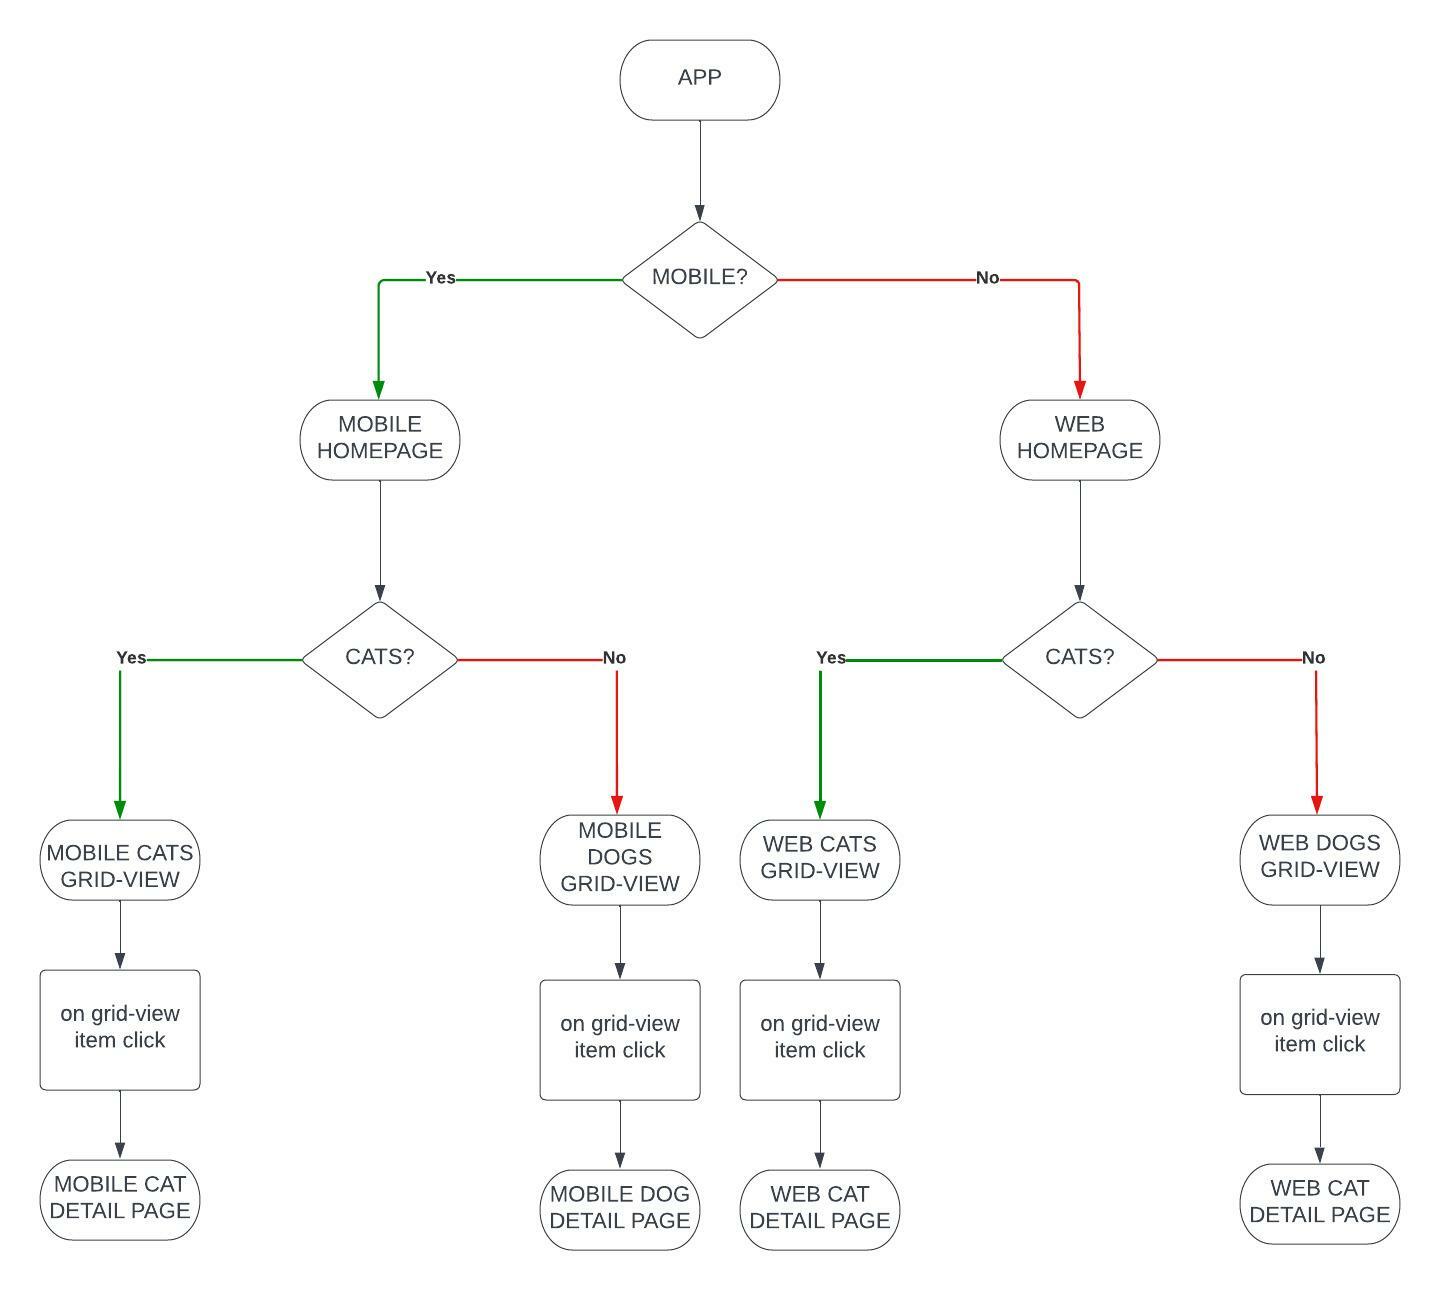 APP
MOBILE?
Yes
No
MOBILE
HOMEPAGE
WEB
HOMEPAGE
CATS?
Yes
No
CATS?
Yes
No
MOBILE CATS
GRID-VIEW
MOBILE
DOGS
GRID-VIEW
WEB CATS
GRID-VIEW
WEB DOGS
GRID-VIEW
on grid-view
item click
on grid-view
item click
on grid-view
item click
on grid-view
item click
MOBILE CAT
DETAIL PAGE
MOBILE DOG
DETAIL PAGE
WEB CAT
DETAIL PAGE
WEB CAT
DETAIL PAGE